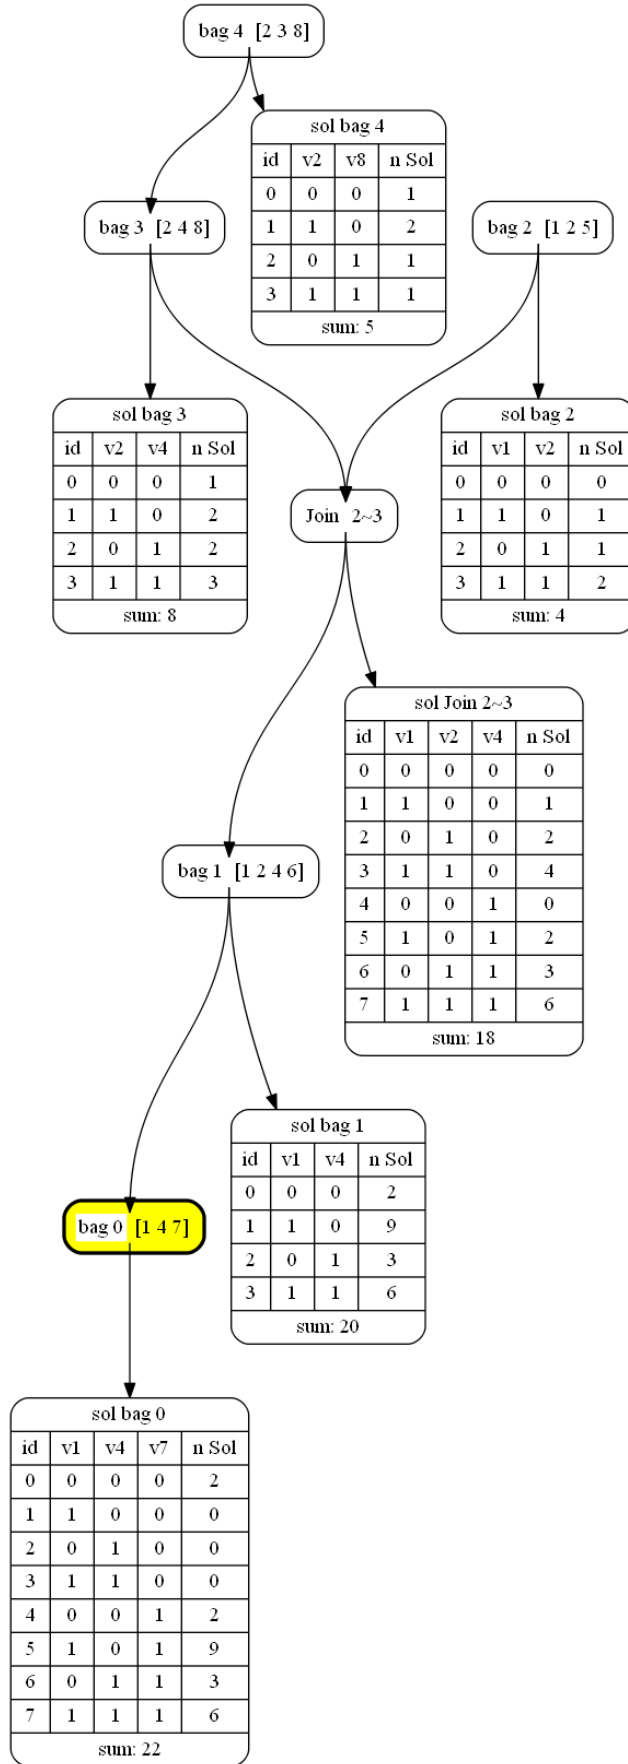 bag 4 [2 3 8]
sol bag 4
id v2 v8 n Sol
0 0 0 1
1 1 0 2
2 0 1 1
3 1 1 1
sum: 5
bag 3 [2 4 8]
bag 2 [1 2 5]
sol bag 3
id v2 v4 n Sol
0 0 0 1
1 1 0 2
2 0 1 2
3 1 1 3
sum: 8
sol bag 2
id v1 v2 n Sol
0 0 0 0
1 1 0 1
2 0 1 1
3 1 1 2
sum: 4
Join 2~3
sol Join 2~3
id v1 v2 v4 n Sol
0 0 0 0 0
1 1 0 0 1
2 0 1 0 2
3 1 1 0 4
4 0 0 1 0
5 1 0 1 2
6 0 1 1 3
7 1 1 1 6
sum: 18
bag 1 [1 2 4 6]
sol bag 1
id v1 v4 n Sol
0 0 0 2
1 1 0 9
2 0 1 3
3 1 1 6
sum: 20
bag 0 [1 4 7]
sol bag 0
id v1 v4 v7 n Sol
0 0 0 0 2
1 1 0 0 0
2 0 1 0 0
3 1 1 0 0
4 0 0 1 2
5 1 0 1 9
6 0 1 1 3
7 1 1 1 6
sum: 22